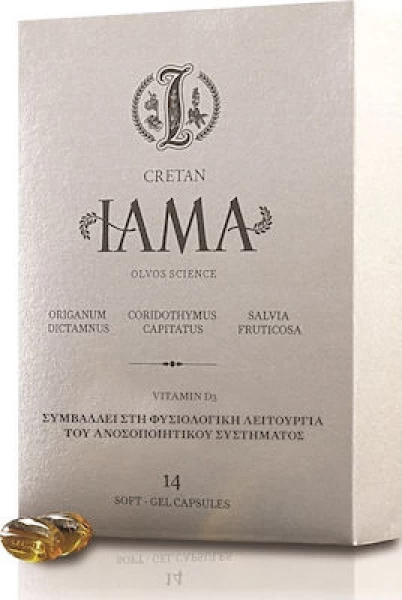 I
CRETAN
IAMA
OLVOS SCIENCE
ORIGANUM DICTAMNUS
CORIDOTHYMUS CAPITATUS
SALVIA FRUTICOSA
VITAMIN D3
ΣΥΜΒΑΛΛΕΙ ΣΤΗ ΦΥΣΙΟΛΟΓΙΚΗ ΛΕΙΤΟΥΡΓΙΑ
ΤΟΥ ΑΝΟΣΟΠΟΙΗΤΙΚΟΥ ΣΥΣΤΗΜΑΤΟΣ
14
SOFT - GEL CAPSULES